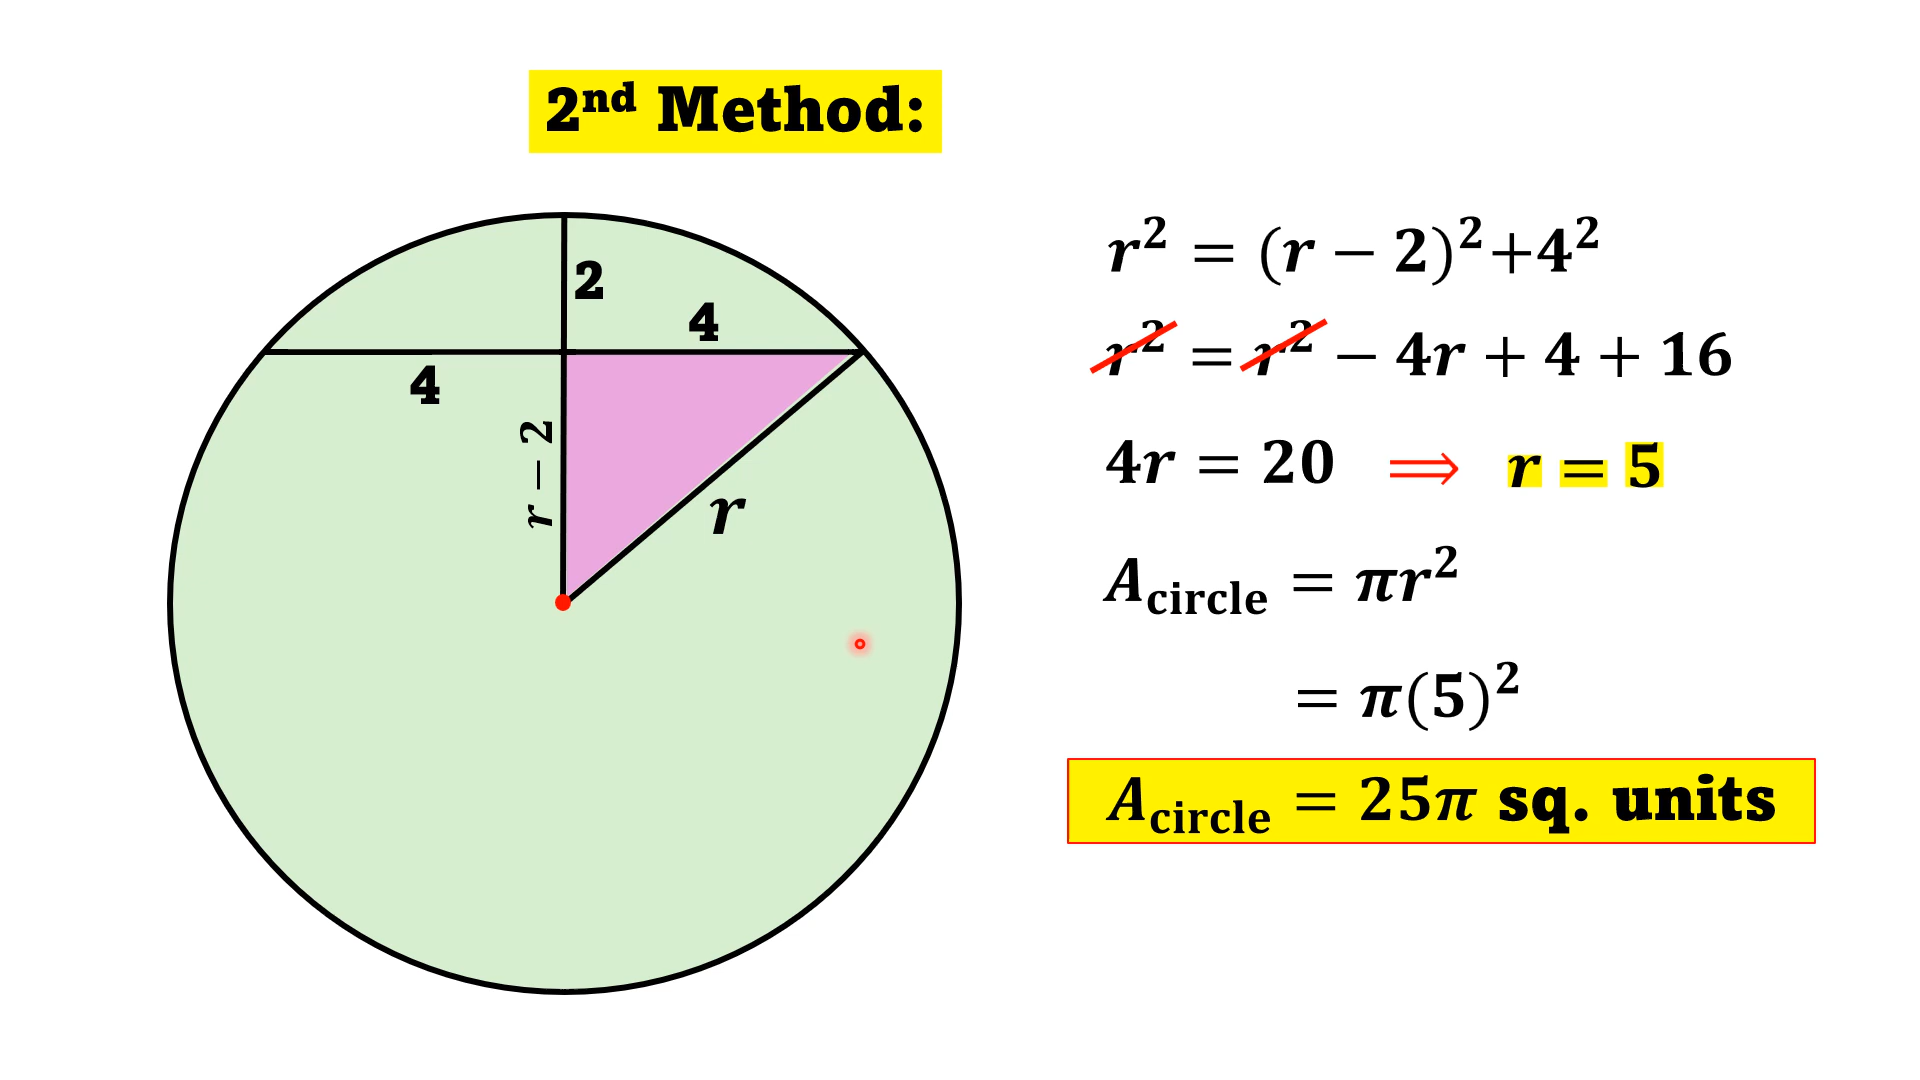 2nd Method:
2
4
4
r − 2
r
r² = (r − 2)²+4²
r² = r² − 4r + 4 + 16
4r = 20 ⟹ r = 5
A_circle = πr²
= π(5)²
A_circle = 25π sq. units